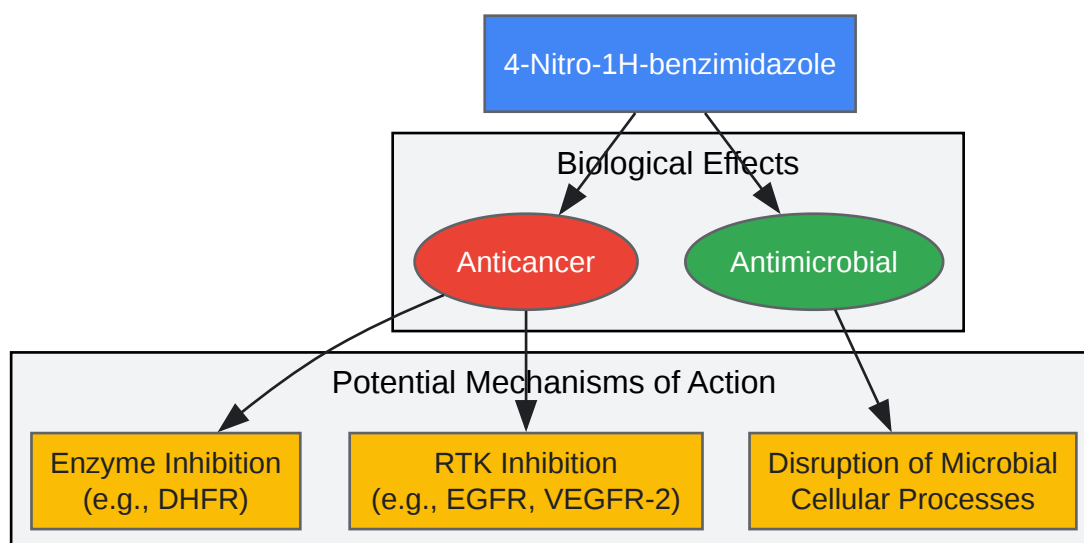 4-Nitro-1H-benzimidazole
Biological Effects
Anticancer
Antimicrobial
Potential Mechanisms of Action
Enzyme Inhibition
(e.g., DHFR)
RTK Inhibition
(e.g., EGFR, VEGFR-2)
Disruption of Microbial
Cellular Processes